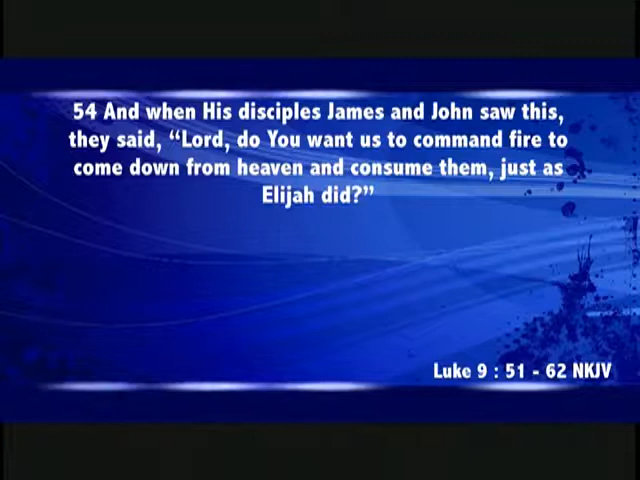 54 And when His disciples James and John saw this,
they said, “Lord, do You want us to command fire to
come down from heaven and consume them, just as
Elijah did?”
Luke 9 : 51 - 62 NKJV